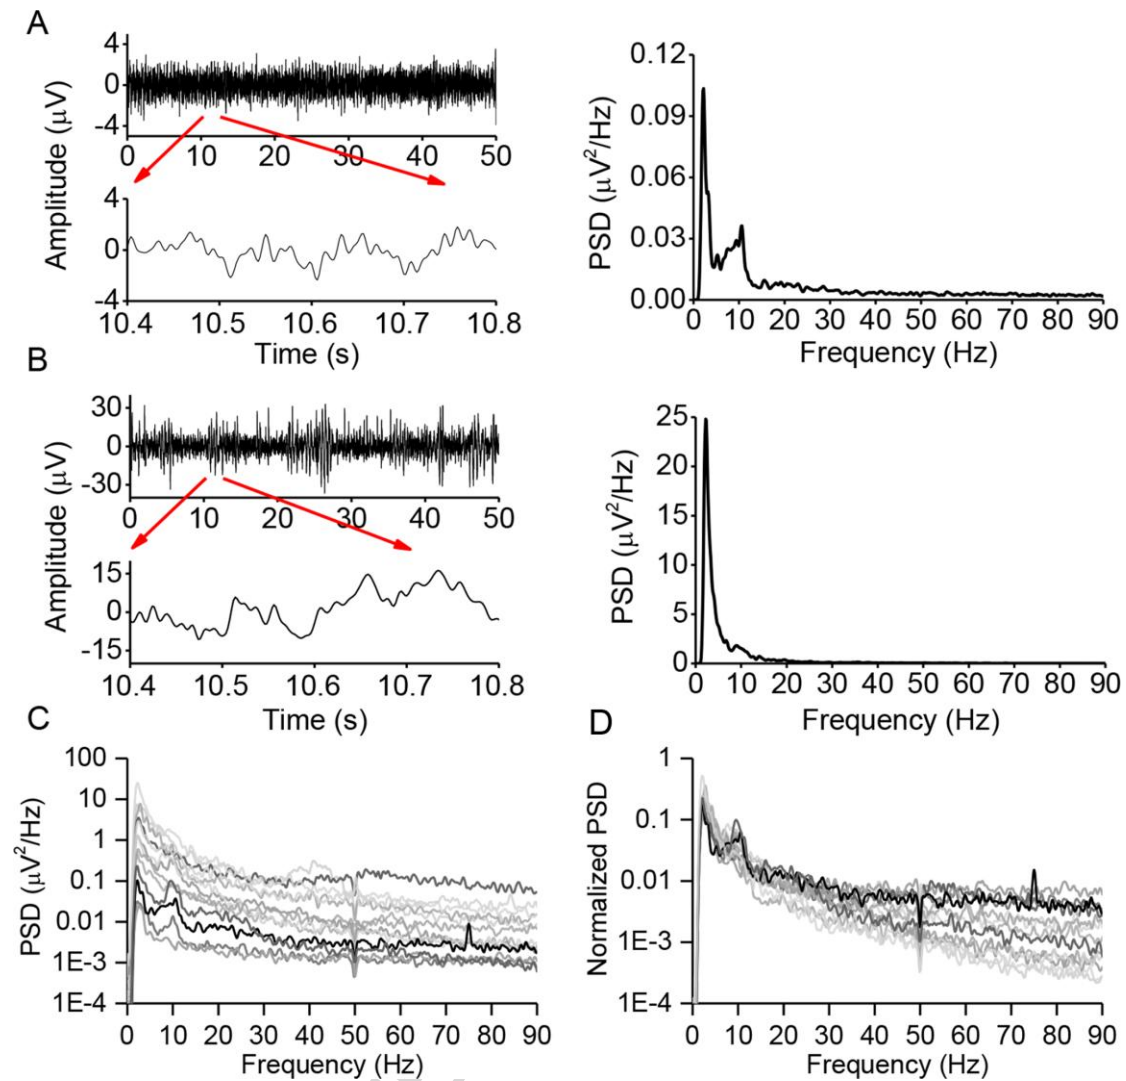 A
Amplitude (μV)
4
0
-4
0 10 20 30 40 50
4
0
-4
10.4 10.5 10.6 10.7 10.8
Time (s)
PSD (μV²/Hz)
0.12
0.09
0.06
0.03
0.00
0 10 20 30 40 50 60 70 80 90
Frequency (Hz)
B
Amplitude (μV)
30
0
-30
0 10 20 30 40 50
15
0
-15
10.4 10.5 10.6 10.7 10.8
Time (s)
PSD (μV²/Hz)
25
20
15
10
5
0
0 10 20 30 40 50 60 70 80 90
Frequency (Hz)
C
PSD (μV²/Hz)
100
10
1
0.1
0.01
1E-3
1E-4
0 10 20 30 40 50 60 70 80 90
Frequency (Hz)
D
Normalized PSD
1
0.1
0.01
1E-3
1E-4
0 10 20 30 40 50 60 70 80 90
Frequency (Hz)